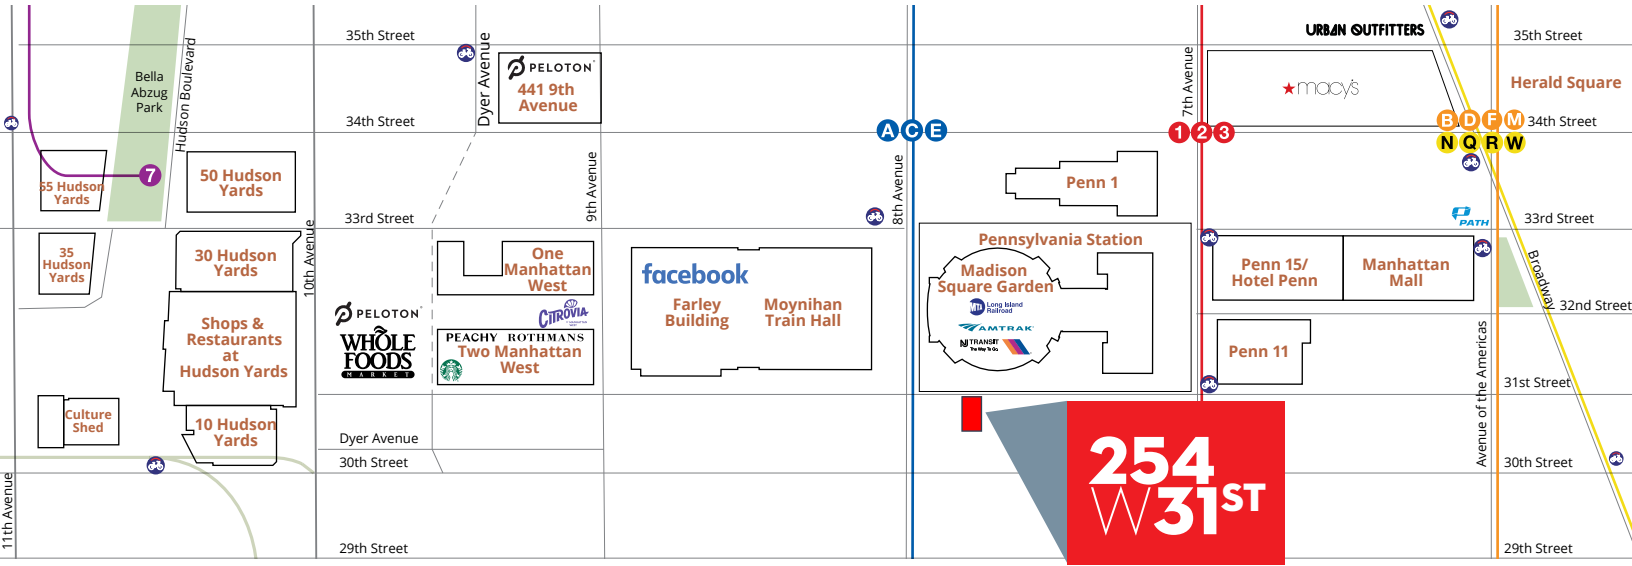 35th Street
URBAN OUTFITTERS
35th Street
Bella
Abzug
Park
Hudson Boulevard
Dyer Avenue
PELOTON
441 9th
Avenue
7th Avenue
macy's
Herald Square
34th Street
A C E
1 2 3
B D F M
N Q R W
34th Street
7
55 Hudson
Yards
50 Hudson
Yards
9th Avenue
8th Avenue
Penn 1
33rd Street
PATH
33rd Street
35
Hudson
Yards
30 Hudson
Yards
10th Avenue
One
Manhattan
West
facebook
Farley
Building
Moynihan
Train Hall
Pennsylvania Station
Madison
Square Garden
MTA
Long Island
Railroad
AMTRAK
NJ TRANSIT
The Way To Go
Penn 15/
Hotel Penn
Manhattan
Mall
Broadway
32nd Street
Shops &
Restaurants
at
Hudson Yards
PELOTON
WHOLE
FOODS
MARKET
CITROVIA
PEACHY ROTHMANS
Two Manhattan
West
Penn 11
Avenue of the Americas
31st Street
Culture
Shed
10 Hudson
Yards
Dyer Avenue
30th Street
30th Street
254
W31ST
11th Avenue
29th Street
29th Street